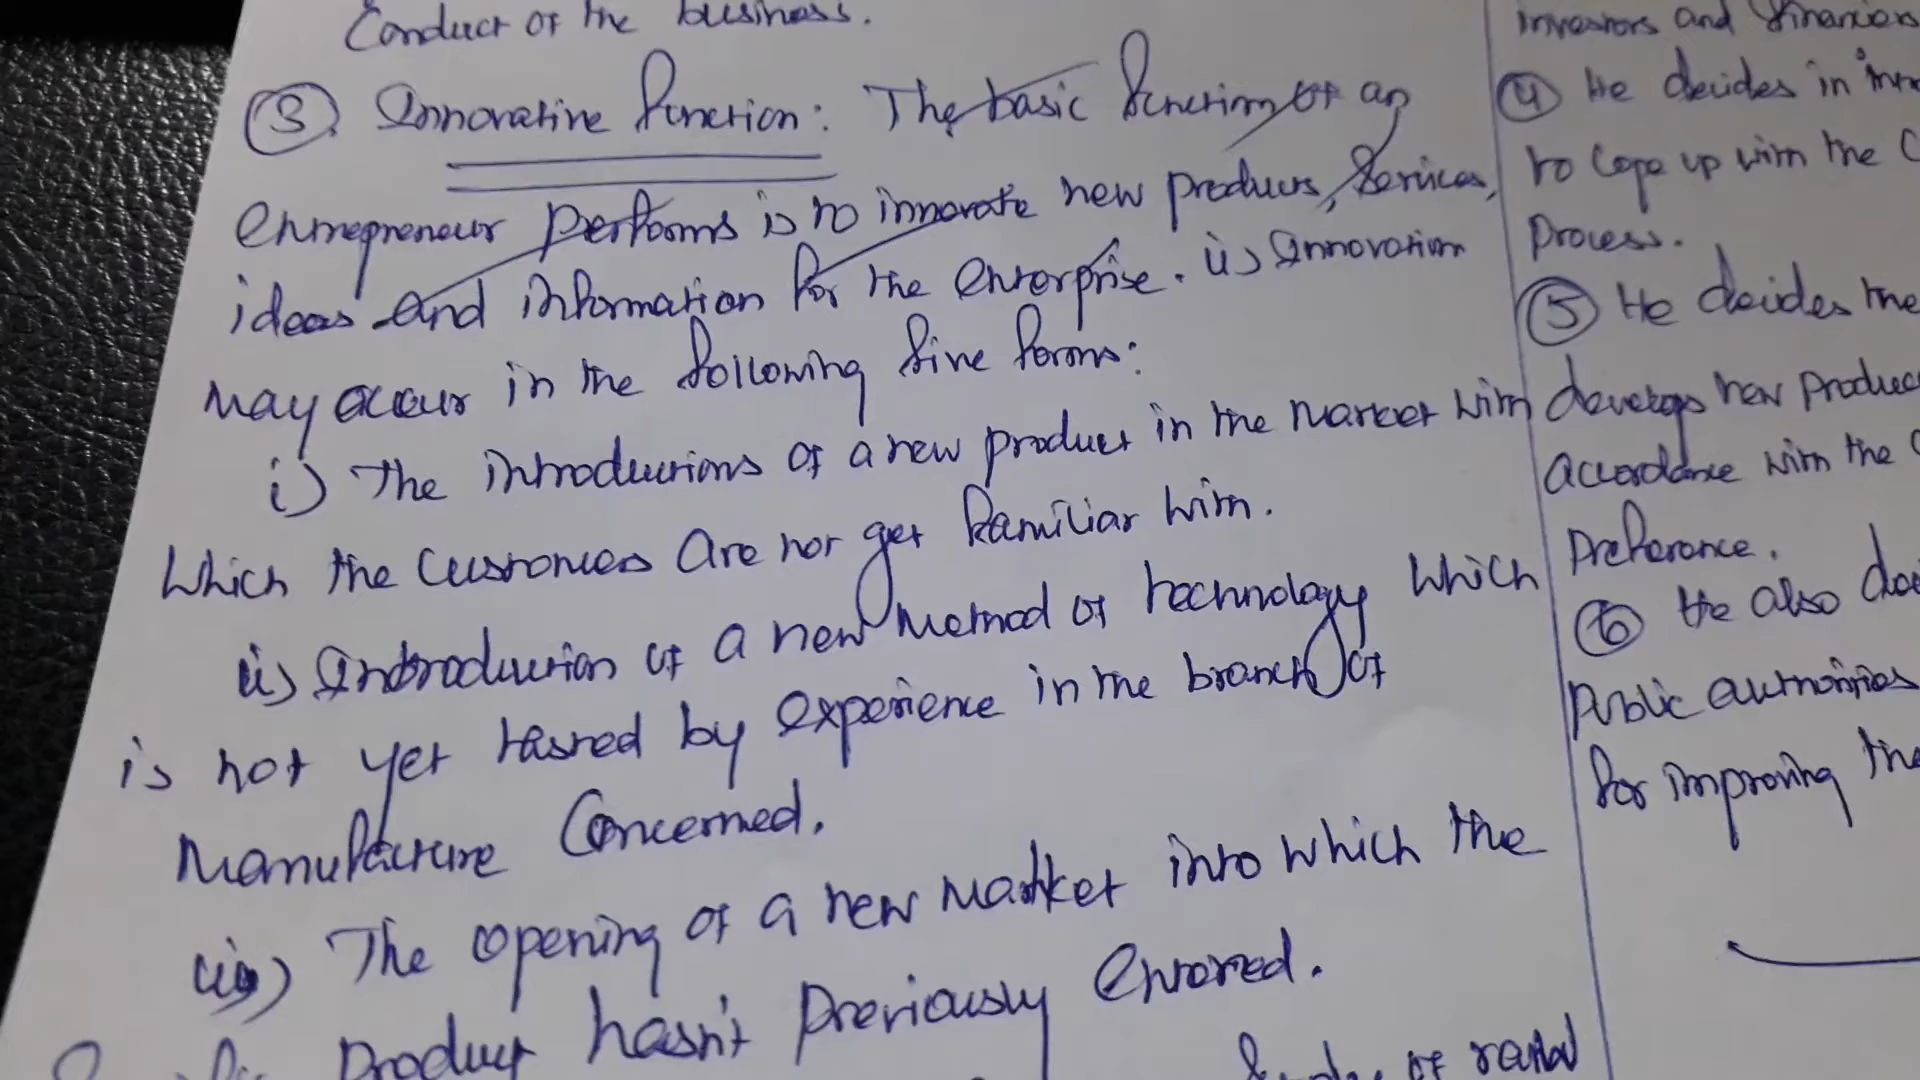 Conduct of the business.
③ Innovative function: The basic function of an
entrepreneur performs is to innovate new products, services,
ideas and information for the enterprise. ii) Innovation
may occur in the following five forms:
i) The introductions of a new product in the market with
which the customers are not get familiar with.
ii) Introduction of a new method of technology which
is not yet tasted by experience in the branch of
manufacture concerned.
iii) The opening of a new market into which the
product hasn't previously entered.
of
investors and financiers
④ He decides in
to cope up with the C
process.
⑤ He decides the
develops new produc
accordance with the
preference.
⑥ He also
public authorities
for improving the